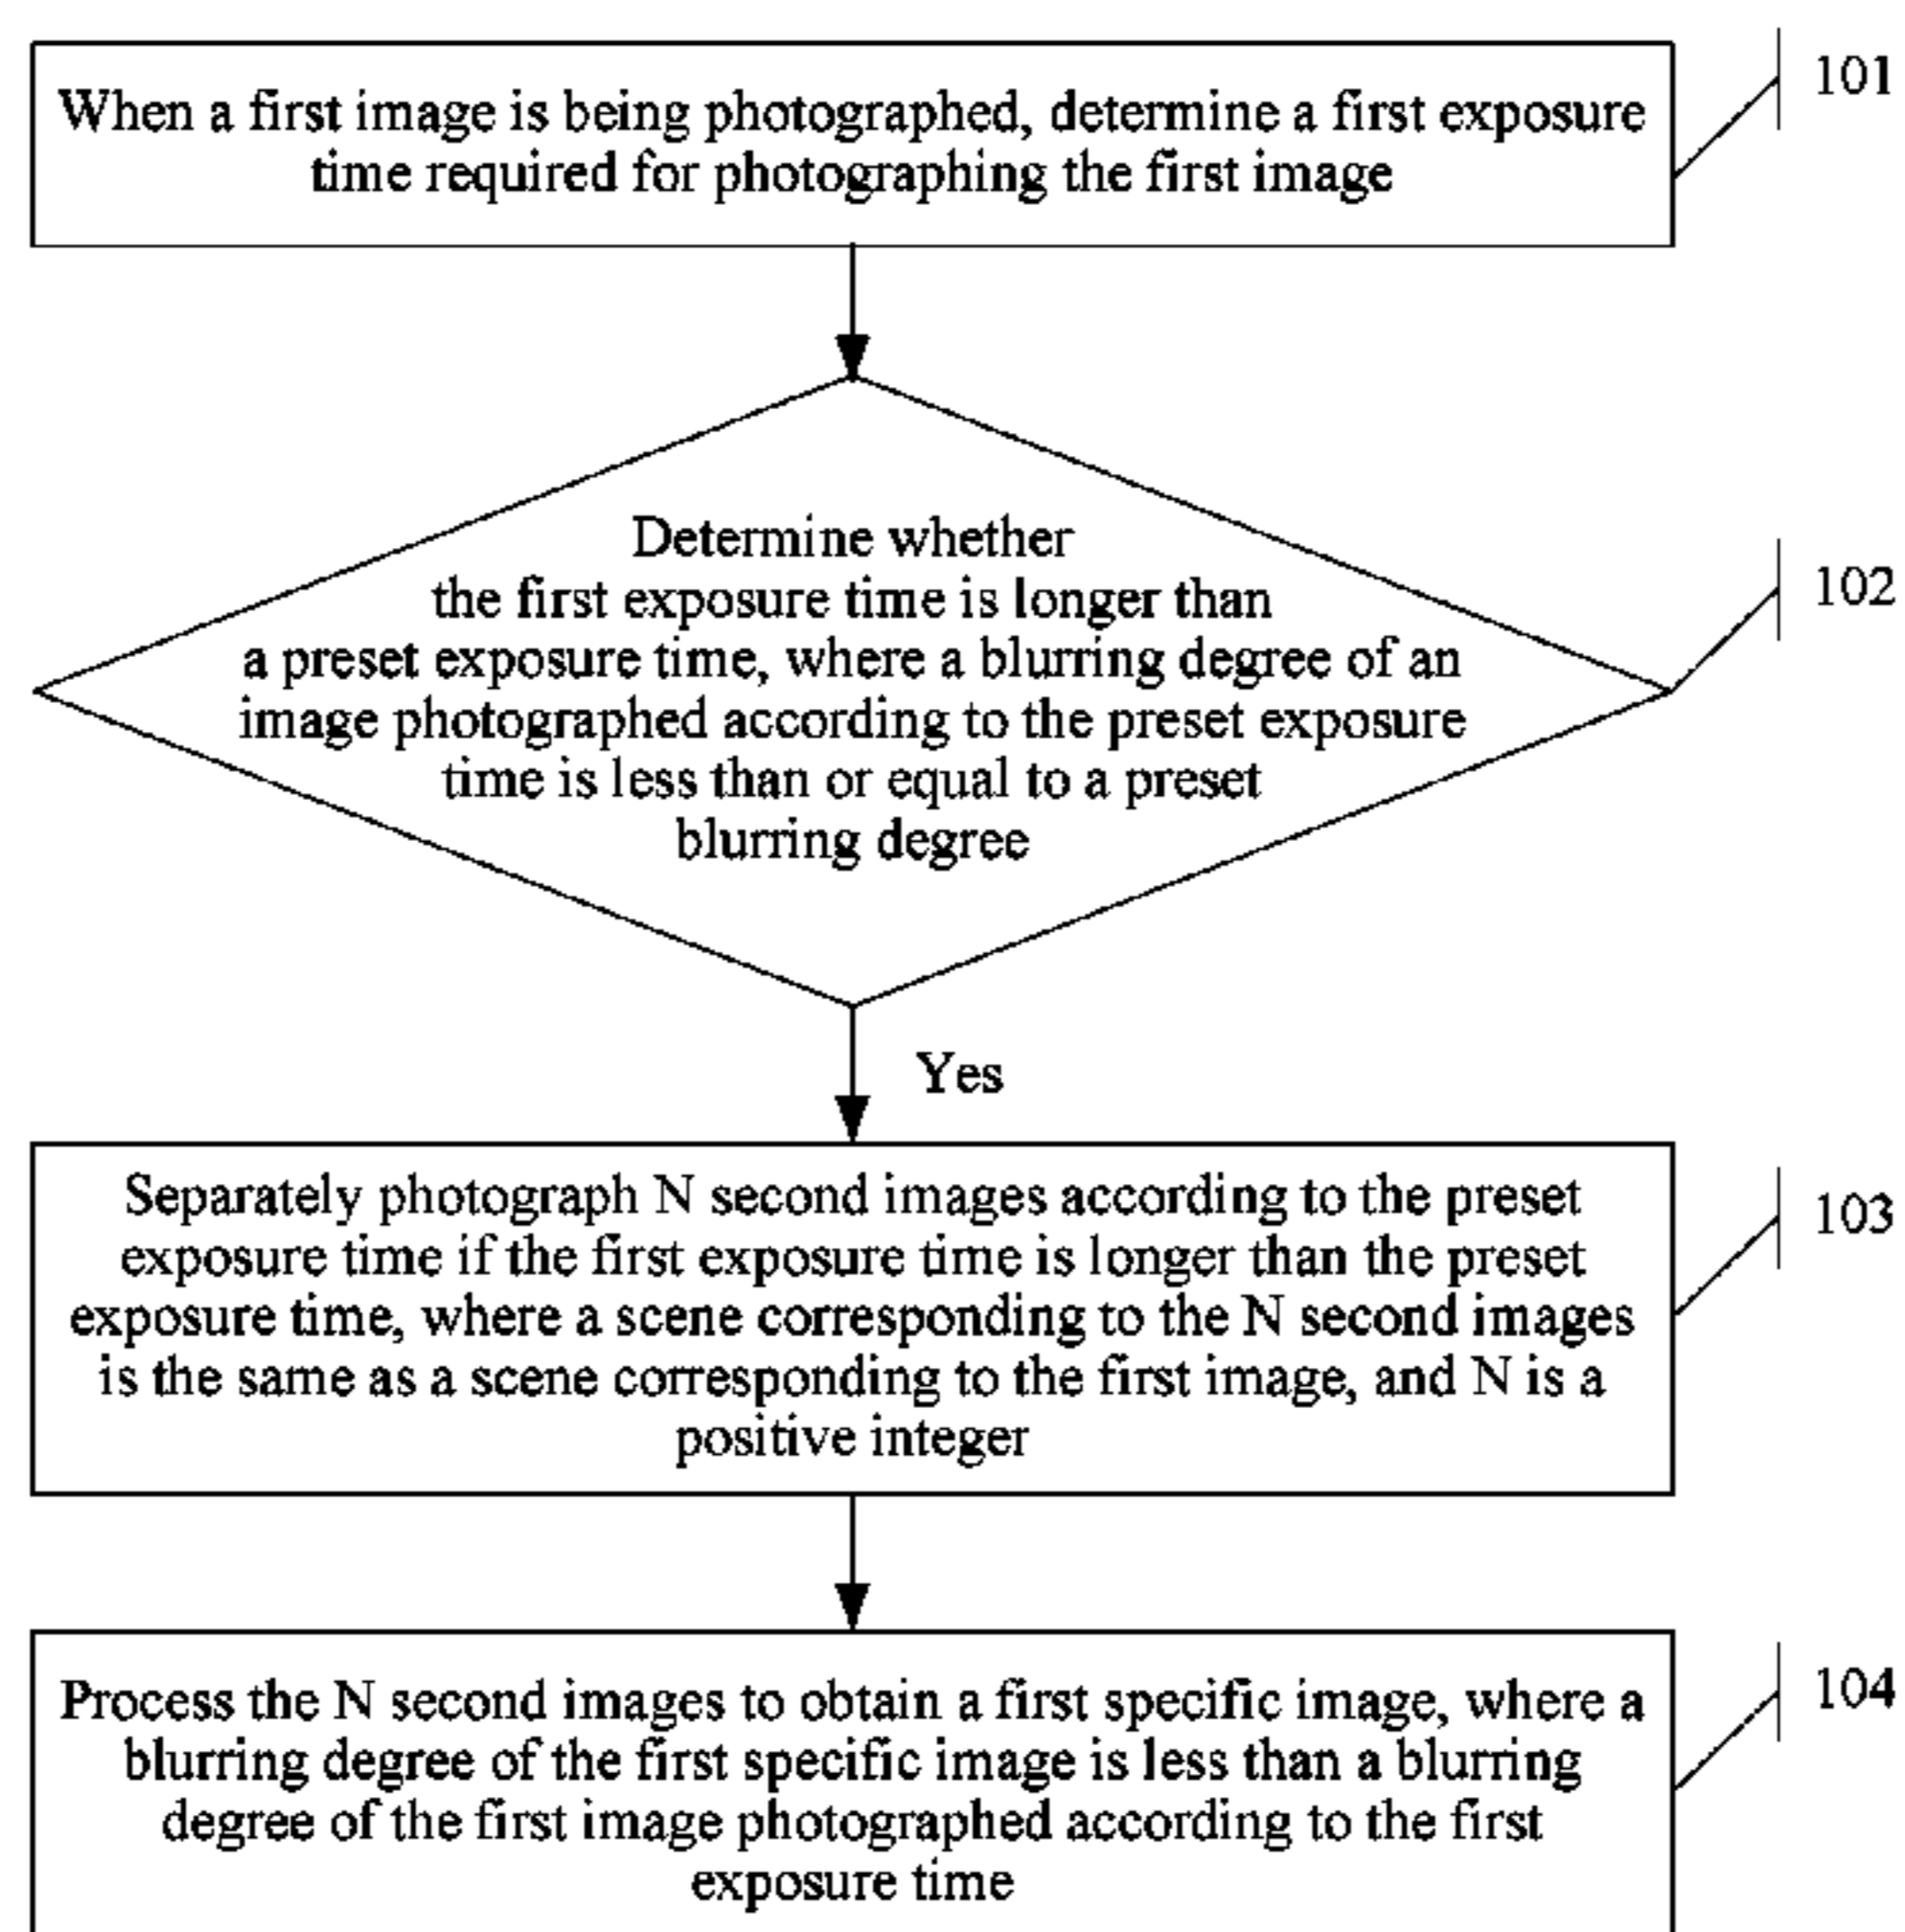 When a first image is being photographed, determine a first exposure
time required for photographing the first image
101
Determine whether
the first exposure time is longer than
a preset exposure time, where a blurring degree of an
image photographed according to the preset exposure
time is less than or equal to a preset
blurring degree
102
Yes
Separately photograph N second images according to the preset
exposure time if the first exposure time is longer than the preset
exposure time, where a scene corresponding to the N second images
is the same as a scene corresponding to the first image, and N is a
positive integer
103
Process the N second images to obtain a first specific image, where a
blurring degree of the first specific image is less than a blurring
degree of the first image photographed according to the first
exposure time
104